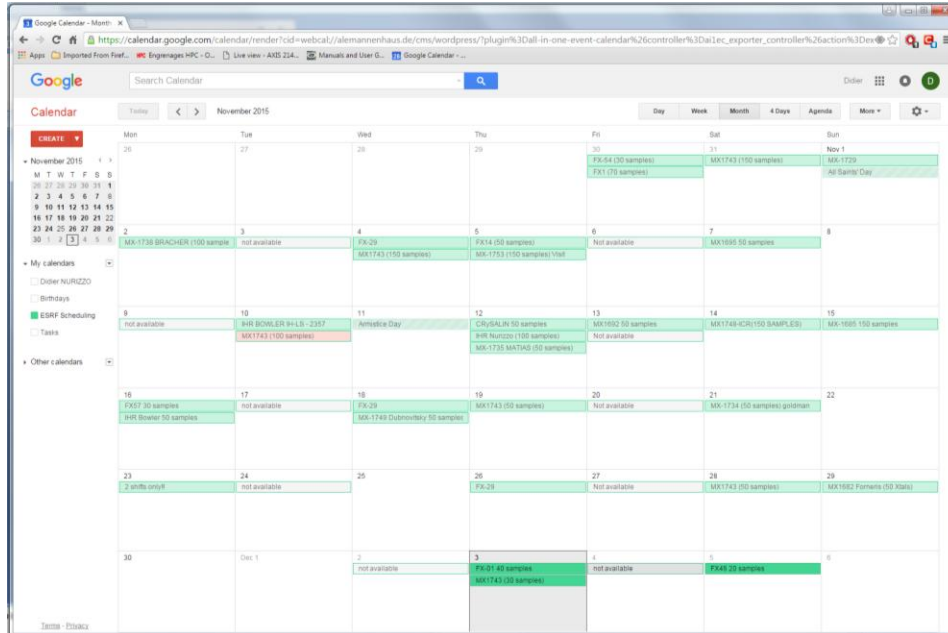 Google Calendar - Month
https://calendar.google.com/calendar/render?cid=webcal://alemannenhaus.de/cms/wordpress/?plugin%3Dall-in-one-event-calendar%26controller%3Dai1ec_exporter_controller%26action%3Dex
Apps Imported From Firef... Engrenages HPC - O... Live view - AXIS 214... Manuals and User G... Google Calendar -...
Google Search Calendar Didier D
Calendar Today November 2015 Day Week Month 4 Days Agenda More
CREATE
Mon Tue Wed Thu Fri Sat Sun
26 27 28 29 30 31 Nov 1
FX-54 (30 samples) MX1743 (150 samples) MX-1729
FX1 (70 samples) All Saints' Day
November 2015
M T W T F S S
26 27 28 29 30 31 1
2 3 4 5 6 7 8
9 10 11 12 13 14 15
16 17 18 19 20 21 22
23 24 25 26 27 28 29
30 1 2 3 4 5 6
My calendars
Didier NURIZZO
Birthdays
ESRF Scheduling
Tasks
Other calendars
2 3 4 5 6 7 8
MX-1738 BRACHER (100 sample not available FX-29 FX14 (50 samples) Not available MX1695 50 samples
MX1743 (150 samples) MX-1753 (150 samples) Visit
9 10 11 12 13 14 15
not available IHR BOWLER IH-LS -2357 Armistice Day CRySALIN 50 samples MX1692 50 samples MX1748-ICR(150 SAMPLES) MX-1685 150 samples
MX1743 (100 samples) IHR Nurizzo (100 samples) Not available
MX-1735 MATIAS (50 samples)
16 17 18 19 20 21 22
FX57 30 samples not available FX-29 MX1743 (50 samples) Not available MX-1734 (50 samples) goldman
IHR Bowler 50 samples MX-1749 Dubnovitsky 50 samples
23 24 25 26 27 28 29
2 shifts only!! not available FX-29 Not available MX1743 (50 samples) MX1682 Forneris (50 Xtals)
30 Dec 1 2 3 4 5 6
not available FX-01 40 samples not available FX45 20 samples
MX1743 (30 samples)
Terms - Privacy